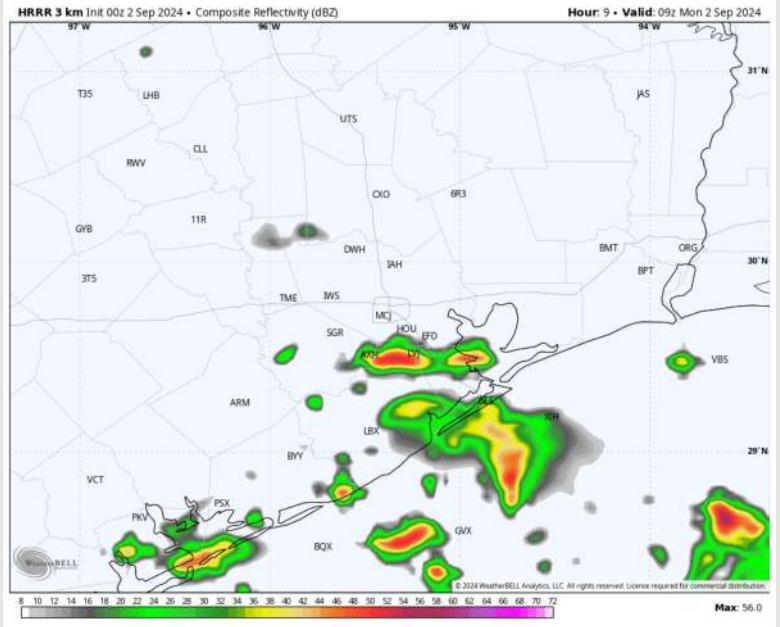 HRRR 3 km Init 00z 2 Sep 2024 • Composite Reflectivity (dBZ) Hour: 9 • Valid: 09z Mon 2 Sep 2024
97°W 96°W 95°W 94°W
31°N
T35 LHB JAS
UTS
CLL
RWV
CXO 6R3
11R
GYB
DWH BMT ORG
IAH 30°N
3T5 BPT
TME IWS
MCJ
SGR HOU EFD
AXH LVJ VBS
ARM GLS
LBX XIH
BYY 29°N
VCT
PSX
PKV
BQX GVX
WeatherBELL
© 2024 WeatherBELL Analytics, LLC. All rights reserved. License required for commercial distribution.
8 10 12 14 16 18 20 22 24 26 28 30 32 34 36 38 40 42 44 46 48 50 52 54 56 58 60 62 64 66 68 70 72
Max: 56.0